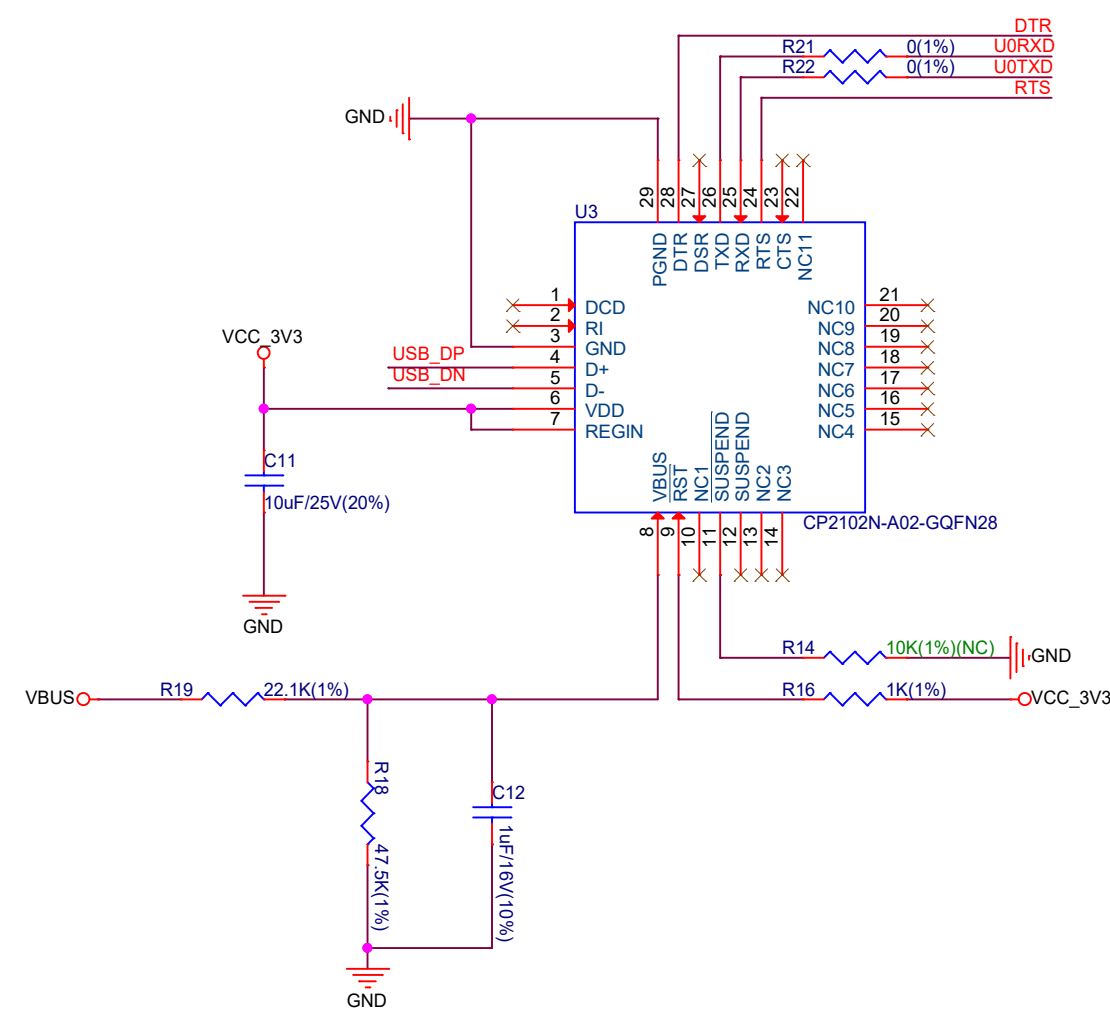 DTR
R21 0(1%) U0RXD
R22 0(1%) U0TXD
RTS
GND
29 28 27 26 25 24 23 22
U3
PGND DTR DSR TXD RXD RTS CTS NC11
1 DCD
2 RI
3 GND
USB_DP 4 D+
USB_DN 5 D-
VCC_3V3
6 VDD
7 REGIN
NC10 21
NC9 20
NC8 19
NC7 18
NC6 17
NC5 16
NC4 15
C11
10uF/25V(20%)
GND
VBUS RST NC1 SUSPEND SUSPEND NC2 NC3
8 9 10 11 12 13 14
CP2102N-A02-GQFN28
R14 10K(1%)(NC) GND
VBUS R19 22.1K(1%)
R16 1K(1%) VCC_3V3
R18
47.5K(1%)
C12
1uF/16V(10%)
GND